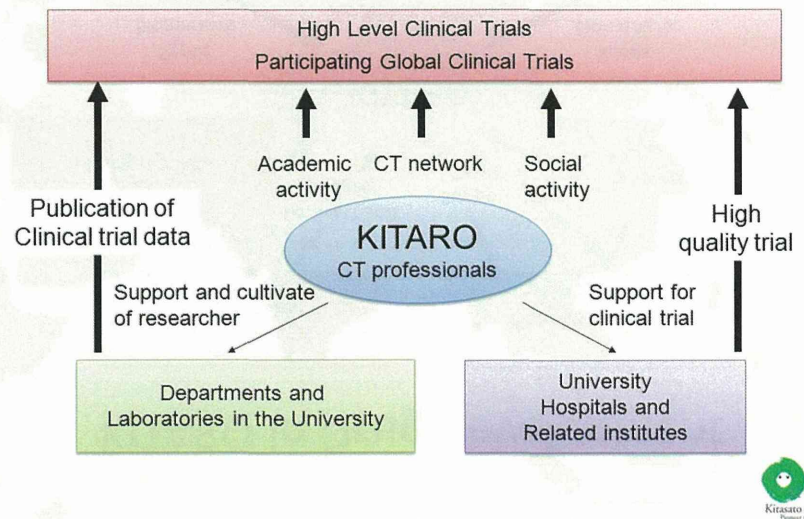 High Level Clinical Trials
Participating Global Clinical Trials
Academic
activity
CT network
Social
activity
Publication of
Clinical trial data
KITARO
CT professionals
High
quality trial
Support and cultivate
of researcher
Support for
clinical trial
Departments and
Laboratories in the University
University
Hospitals and
Related institutes
Kitasato